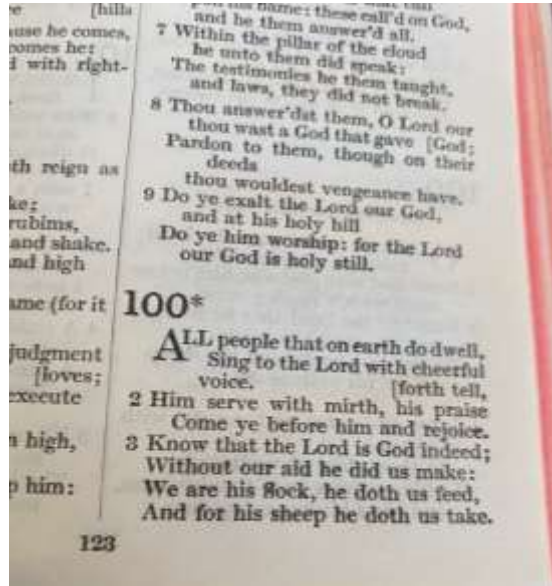 e [hills
ause he comes,
comes he:
d with right-
th reign as
ke;
rubims,
and shake.
nd high
ame (for it
judgment
[loves;
execute
n high,
p him:
his name: these call'd on God,
and he them answer'd all.
7 Within the pillar of the cloud
he unto them did speak:
The testimonies he them taught,
and laws, they did not break.
8 Thou answer'dst them, O Lord our
thou wast a God that gave [God;
Pardon to them, though on their
deeds
thou wouldest vengeance have.
9 Do ye exalt the Lord our God,
and at his holy hill
Do ye him worship: for the Lord
our God is holy still.
100*
ALL people that on earth do dwell,
Sing to the Lord with cheerful
voice. [forth tell,
2 Him serve with mirth, his praise
Come ye before him and rejoice.
3 Know that the Lord is God indeed;
Without our aid he did us make:
We are his flock, he doth us feed,
And for his sheep he doth us take.
123